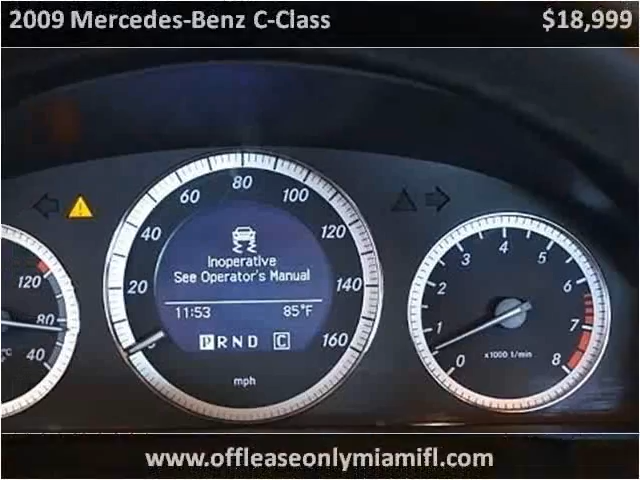 2009 Mercedes-Benz C-Class $18,999
80
60 100
40 120
Inoperative
See Operator's Manual
20 140
11:53 85°F
P R N D C 160
mph
120
80
40
°C
0 1 2 3 4 5 6 7 8
x1000 t/min
www.offleaseonlymiamifl.com